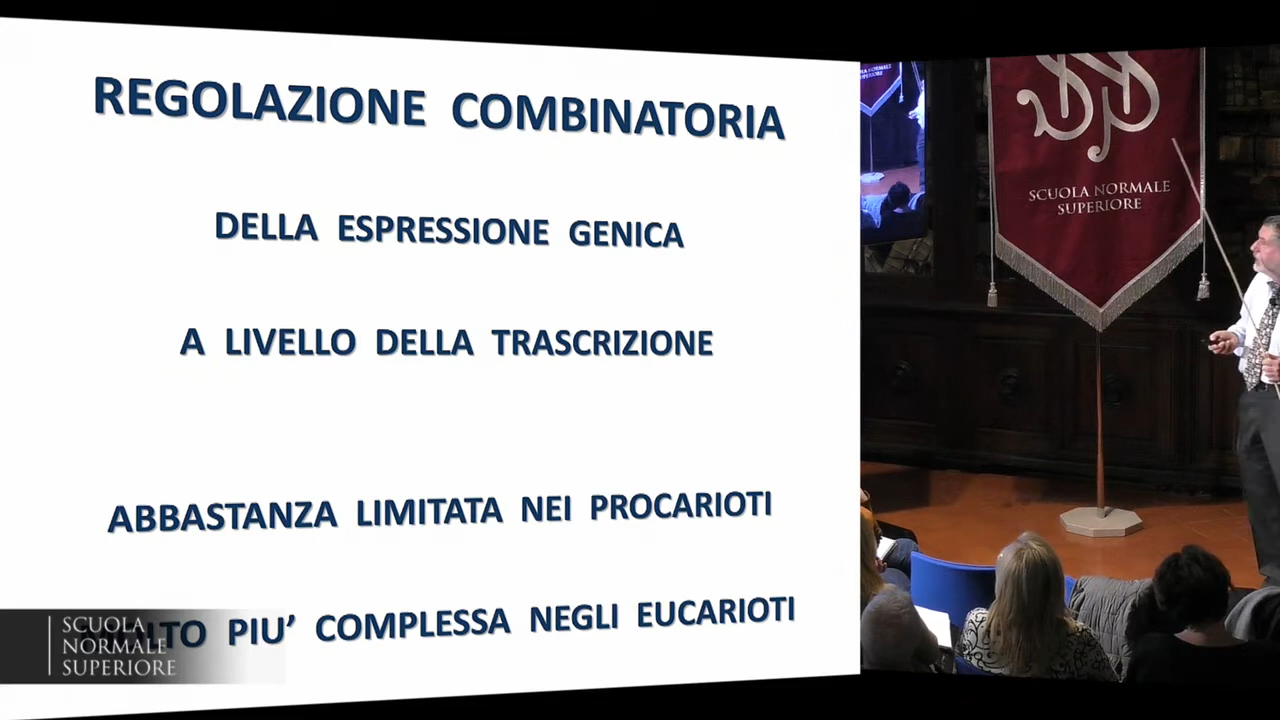 REGOLAZIONE COMBINATORIA
DELLA ESPRESSIONE GENICA
A LIVELLO DELLA TRASCRIZIONE
ABBASTANZA LIMITATA NEI PROCARIOTI
PIU' COMPLESSA NEGLI EUCARIOTI
SCUOLA
NORMALE
SUPERIORE
SCUOLA NORMALE
SUPERIORE